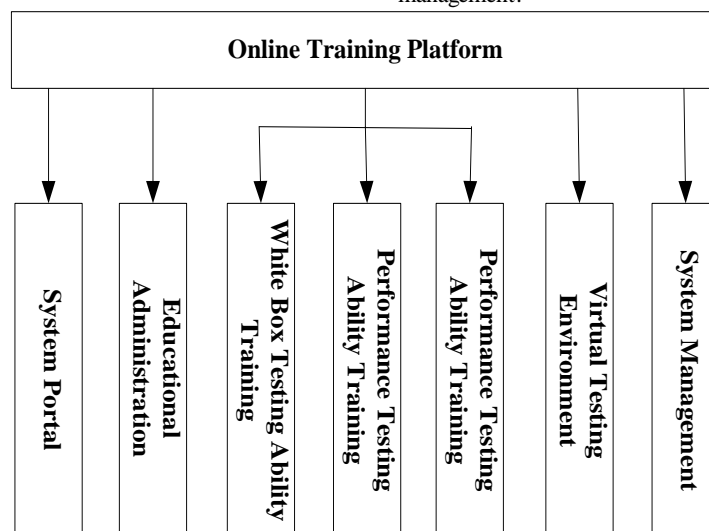 management.
Online Training Platform
System Portal
Educational
Administration
White Box Testing Ability
Training
Performance Testing
Ability Training
Performance Testing
Ability Training
Virtual Testing
Environment
System Management